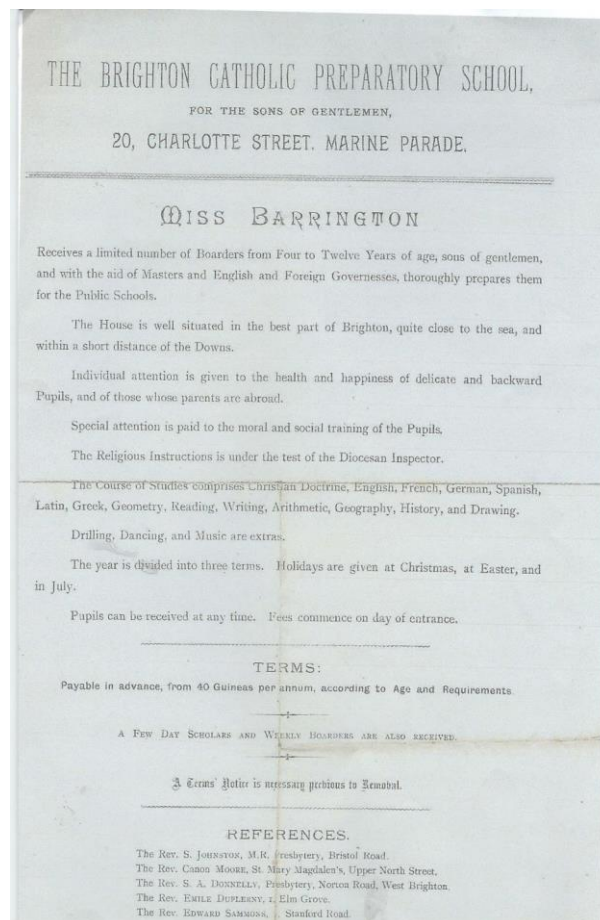 THE BRIGHTON CATHOLIC PREPARATORY SCHOOL,
FOR THE SONS OF GENTLEMEN,
20, CHARLOTTE STREET, MARINE PARADE.
MISS BARRINGTON
Receives a limited number of Boarders from Four to Twelve Years of age, sons of gentlemen,
and with the aid of Masters and English and Foreign Governesses, thoroughly prepares them
for the Public Schools.
The House is well situated in the best part of Brighton, quite close to the sea, and
within a short distance of the Downs.
Individual attention is given to the health and happiness of delicate and backward
Pupils, and of those whose parents are abroad.
Special attention is paid to the moral and social training of the Pupils.
The Religious Instructions is under the test of the Diocesan Inspector.
The Course of Studies comprises Christian Doctrine, English, French, German, Spanish,
Latin, Greek, Geometry, Reading, Writing, Arithmetic, Geography, History, and Drawing.
Drilling, Dancing, and Music are extras.
The year is divided into three terms. Holidays are given at Christmas, at Easter, and
in July.
Pupils can be received at any time. Fees commence on day of entrance.
TERMS:
Payable in advance, from 40 Guineas per annum, according to Age and Requirements.
A FEW DAY SCHOLARS AND WEEKLY BOARDERS ARE ALSO RECEIVED.
A Terms' Notice is necessary previous to Removal.
REFERENCES.
The Rev. S. JOHNSTON, M.R. Presbytery, Bristol Road.
The Rev. Canon MOORE, St. Mary Magdalen's, Upper North Street.
The Rev. S. A. DONNELLY, Presbytery, Norton Road, West Brighton.
The Rev. EMILE DUPLERNY, 1, Elm Grove.
The Rev. EDWARD SAMMONS, Stanford Road.